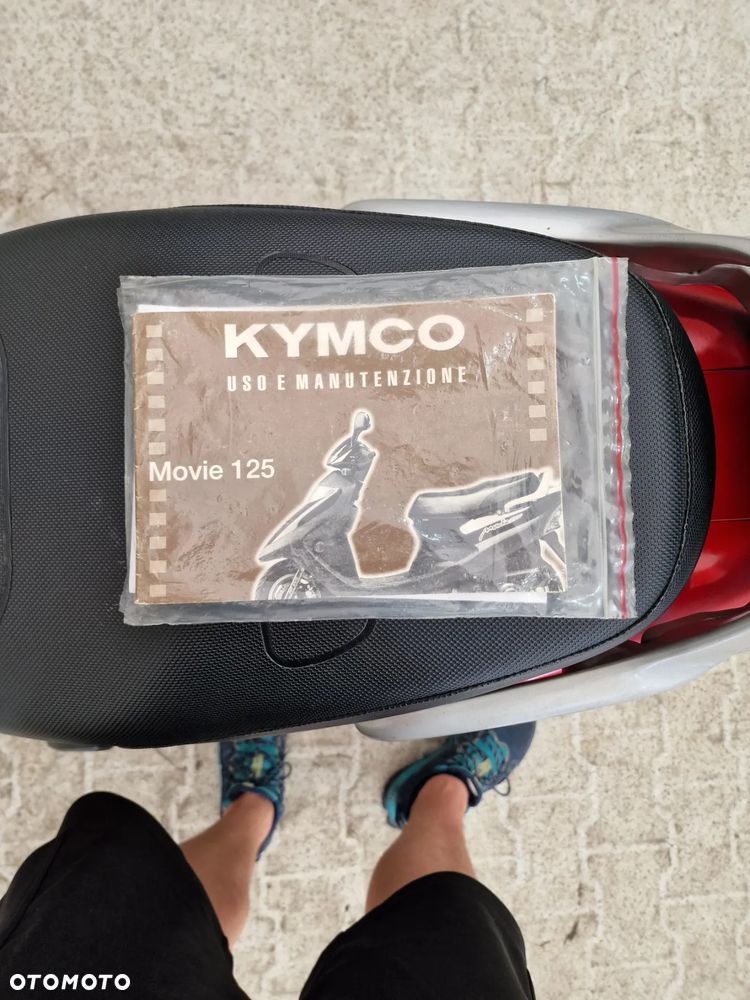 KYMCO
USO E MANUTENZIONE
Movie 125
OTOMOTO